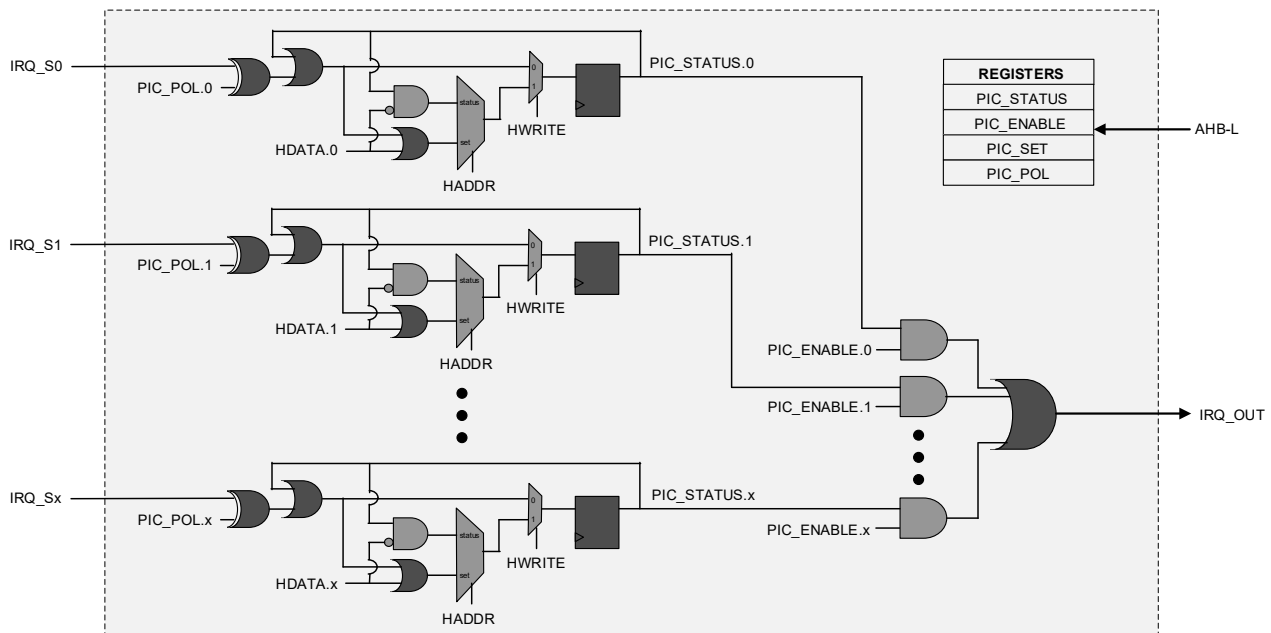 IRQ_S0
PIC_POL.0
HDATA.0
status
set
HADDR
0
1
HWRITE
PIC_STATUS.0
REGISTERS
PIC_STATUS
PIC_ENABLE
PIC_SET
PIC_POL
AHB-L
IRQ_S1
PIC_POL.1
HDATA.1
status
set
HADDR
0
1
HWRITE
PIC_STATUS.1
PIC_ENABLE.0
PIC_ENABLE.1
IRQ_OUT
IRQ_Sx
PIC_POL.x
HDATA.x
status
set
HADDR
0
1
HWRITE
PIC_STATUS.x
PIC_ENABLE.x